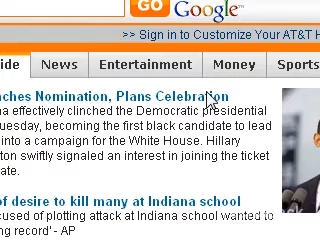 GO Google
>> Sign in to Customize Your AT&T H
ide News Entertainment Money Sports
ches Nomination, Plans Celebration
a effectively clinched the Democratic presidential
uesday, becoming the first black candidate to lead
into a campaign for the White House. Hillary
ton swiftly signaled an interest in joining the ticket
ate.
of desire to kill many at Indiana school
cused of plotting attack at Indiana school wanted to
ng record' - AP